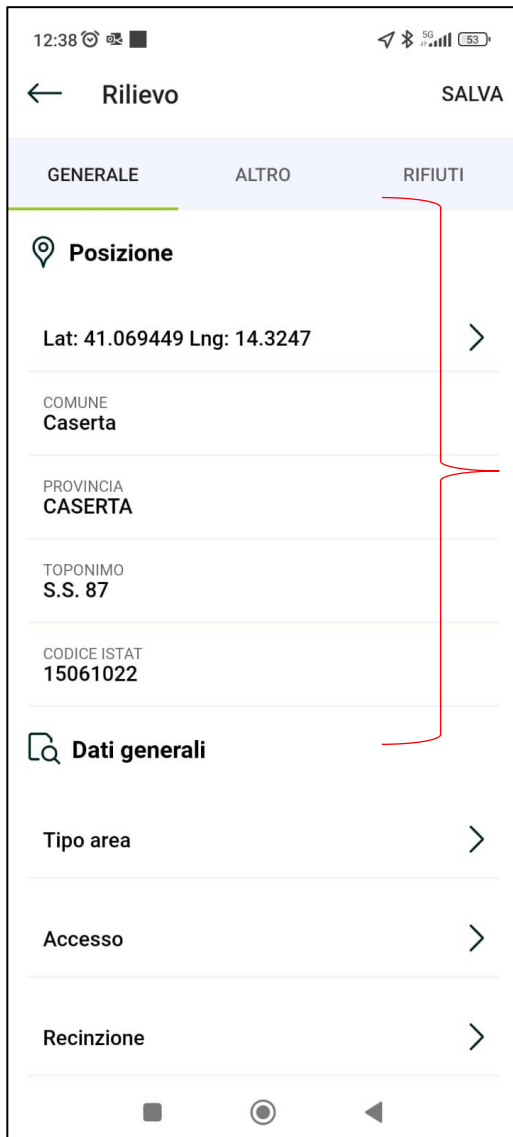 12:38
5G
53
Rilievo SALVA
GENERALE ALTRO RIFIUTI
Posizione
Lat: 41.069449 Lng: 14.3247
COMUNE
Caserta
PROVINCIA
CASERTA
TOPONIMO
S.S. 87
CODICE ISTAT
15061022
Dati generali
Tipo area
Accesso
Recinzione